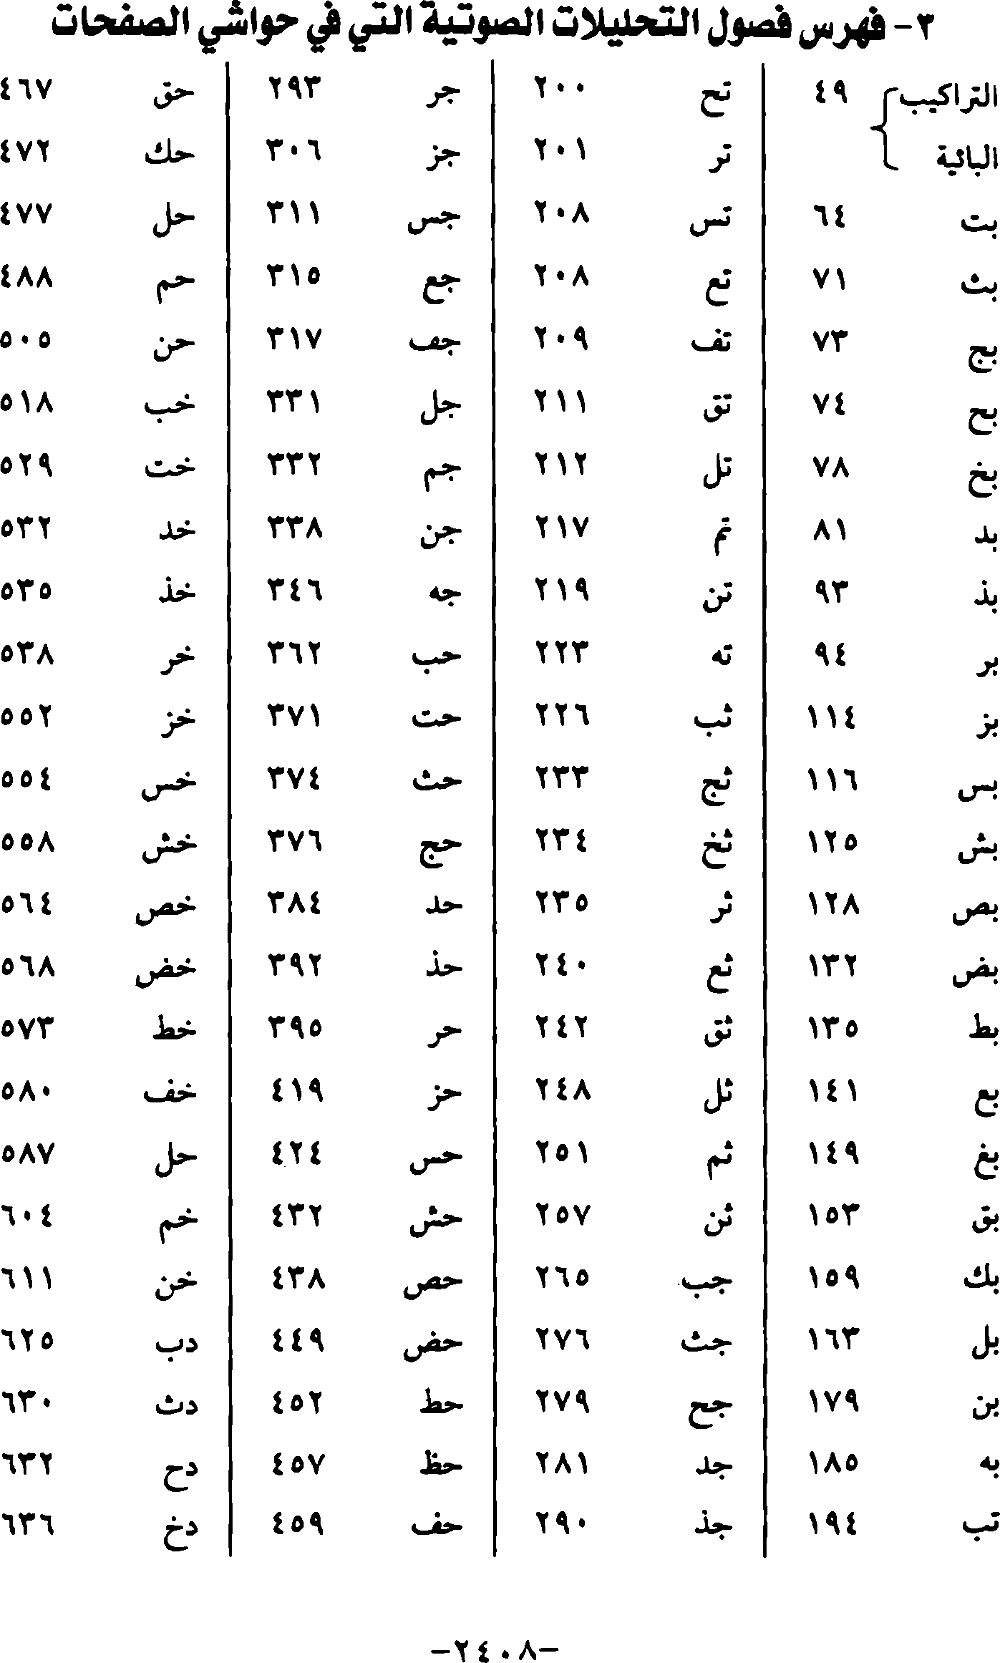 ٣- فهرس فصول التحليلات الصوتية التي في حواشي الصفحات
التراكيب ٤٩ تح ٢٠٠ جر ٢٩٣ حق ٤٦٧
البائية تر ٢٠١ جز ٣٠٦ حك ٤٧٢
بت ٦٤ تس ٢٠٨ جس ٣١١ حل ٤٧٧
بث ٧١ تع ٢٠٨ جع ٣١٥ حم ٤٨٨
بج ٧٣ تف ٢٠٩ جف ٣١٧ حن ٥٠٥
بح ٧٤ تق ٢١١ جل ٣٣١ خب ٥١٨
بخ ٧٨ تل ٢١٢ جم ٣٣٢ خت ٥٢٩
بد ٨١ تم ٢١٧ جن ٣٣٨ خد ٥٣٢
بذ ٩٣ تن ٢١٩ جه ٣٤٦ خذ ٥٣٥
بر ٩٤ ته ٢٢٣ حب ٣٦٢ خر ٥٣٨
بز ١١٤ ثب ٢٢٦ حت ٣٧١ خز ٥٥٢
بس ١١٦ ثج ٢٣٣ حث ٣٧٤ خس ٥٥٤
بش ١٢٥ ثخ ٢٣٤ حج ٣٧٦ خش ٥٥٨
بص ١٢٨ ثر ٢٣٥ حد ٣٨٤ خص ٥٦٤
بض ١٣٢ ثع ٢٤٠ حذ ٣٩٢ خض ٥٦٨
بط ١٣٥ ثق ٢٤٢ حر ٣٩٥ خط ٥٧٣
بع ١٤١ ثل ٢٤٨ حز ٤١٩ خف ٥٨٠
بغ ١٤٩ ثم ٢٥١ حس ٤٢٤ حل ٥٨٧
بق ١٥٣ ثن ٢٥٧ حش ٤٣٢ خم ٦٠٤
بك ١٥٩ جب ٢٦٥ حص ٤٣٨ خن ٦١١
بل ١٦٣ جث ٢٧٦ حض ٤٤٩ دب ٦٢٥
بن ١٧٩ جح ٢٧٩ حط ٤٥٢ دث ٦٣٠
به ١٨٥ جد ٢٨١ حظ ٤٥٧ دح ٦٣٢
تب ١٩٤ جذ ٢٩٠ حف ٤٥٩ دخ ٦٣٦
-٢٤٠٨-